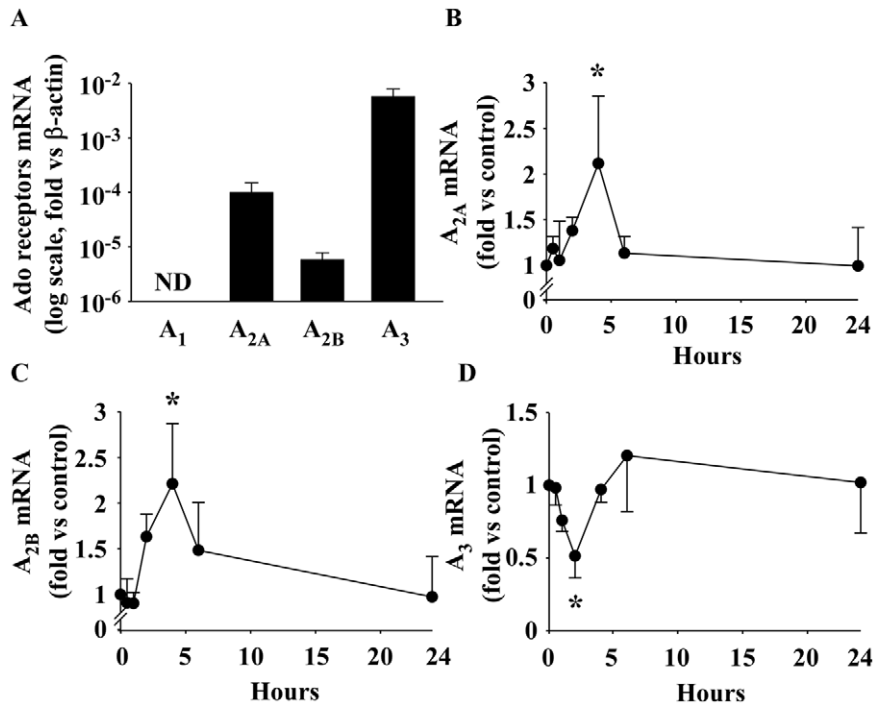 A
Ado receptors mRNA
(log scale, fold vs β-actin)
10⁻²
10⁻³
10⁻⁴
10⁻⁵
10⁻⁶
ND
A₁ A₂A A₂B A₃
B
A₂A mRNA
(fold vs control)
3
2.5
2
1.5
1
0
*
0 5 10 15 20 24
Hours
C
A₂B mRNA
(fold vs control)
3
2.5
2
1.5
1
0
*
0 5 10 15 20 24
Hours
D
A₃ mRNA
(fold vs control)
1.5
1
0.5
0
*
0 5 10 15 20 24
Hours